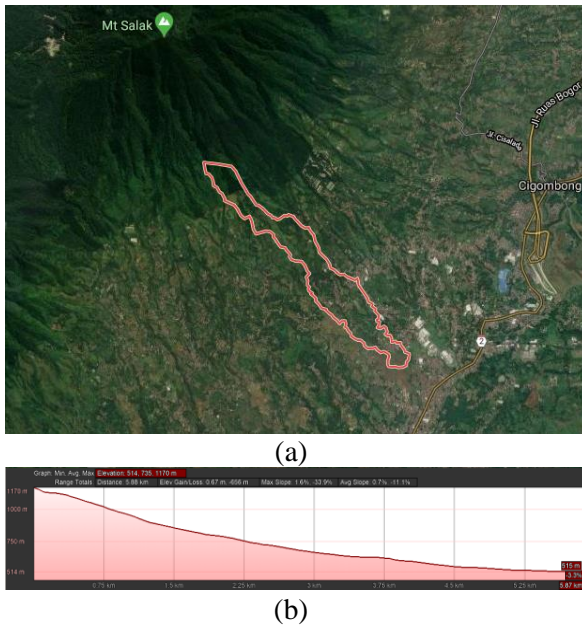 Mt Salak
Jl-Ruas Bogor
Jl-Cisalada
Cigombong
2
(a)
Graph: Min, Avg, Max Elevation: 514, 735, 1170 m
Range Totals Distance: 5.88 km Elev Gain/Loss: 0.67 m, -656 m Max Slope: 1.6%, -33.9% Avg Slope: 0.7%, -11.1%
1170 m
1000 m
750 m
514 m
515 m
-3.3%
0.75 km 1.5 km 2.25 km 3 km 3.75 km 4.5 km 5.25 km 5.87 km
(b)